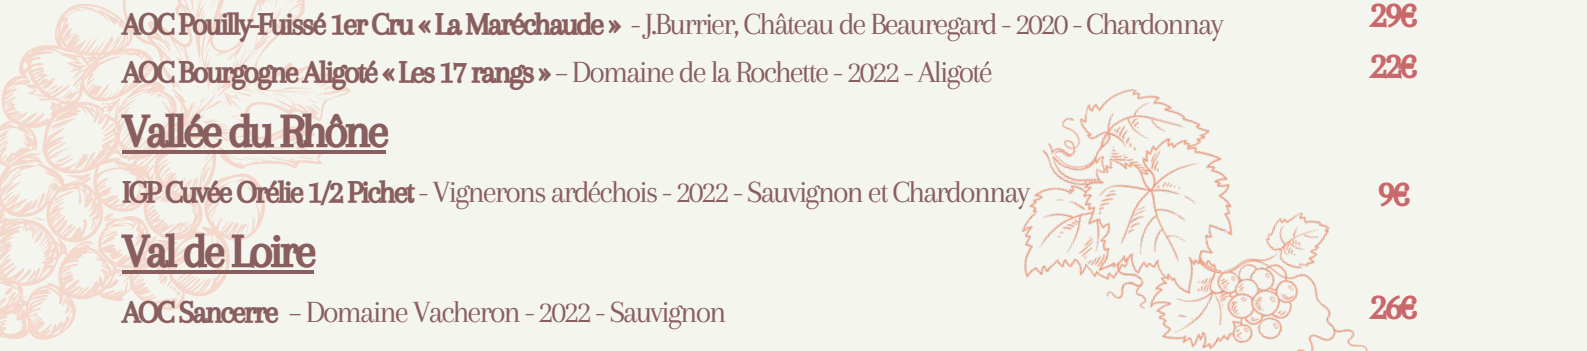 AOC Pouilly-Fuissé 1er Cru « La Maréchaude » - J.Burrier, Château de Beauregard - 2020 - Chardonnay 29€
AOC Bourgogne Aligoté « Les 17 rangs » – Domaine de la Rochette - 2022 - Aligoté 22€
Vallée du Rhône
IGP Cuvée Orélie 1/2 Pichet - Vignerons ardéchois - 2022 - Sauvignon et Chardonnay 9€
Val de Loire
AOC Sancerre – Domaine Vacheron - 2022 - Sauvignon 26€